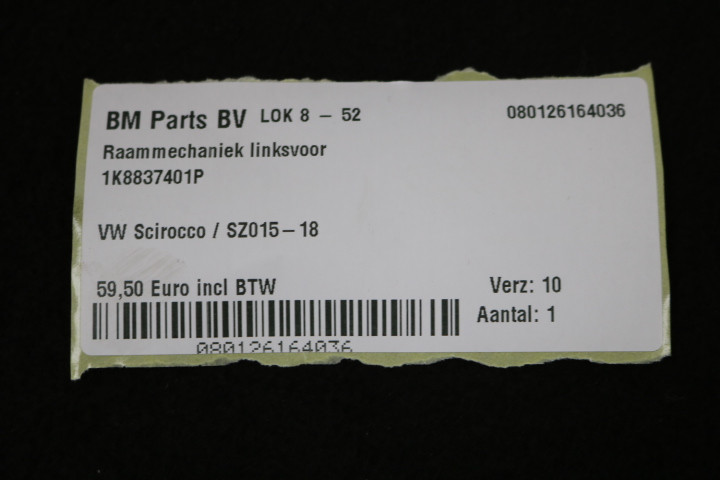 BM Parts BV LOK 8 – 52 080126164036
Raammechaniek linksvoor
1K8837401P
VW Scirocco / SZ015–18
59,50 Euro incl BTW Verz: 10
Aantal: 1
080126164036